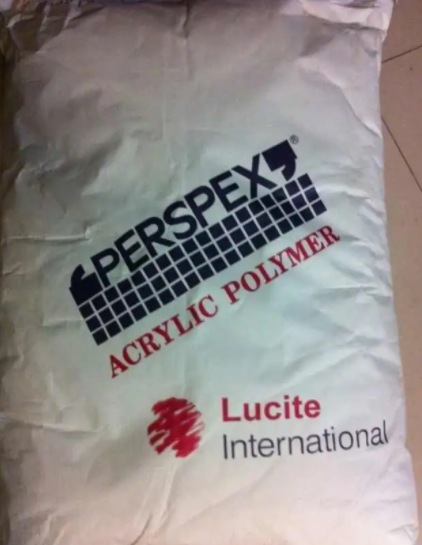 PERSPEX®
ACRYLIC POLYMER
Lucite
International